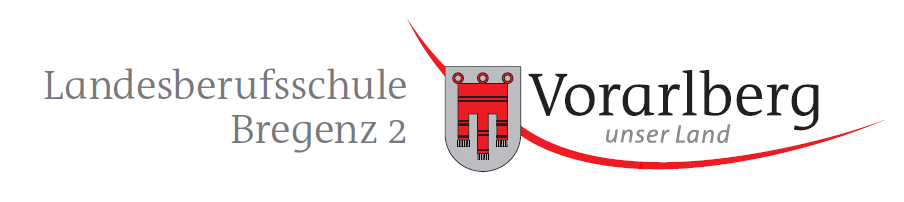 Landesberufsschule
Bregenz 2
Vorarlberg
unser Land